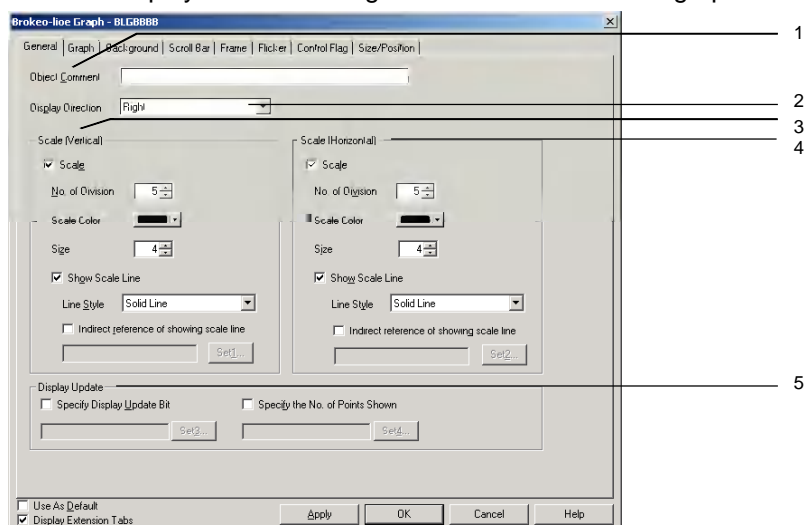 Brokeo-lioe Graph - BLGBBBB
General Graph Background Scroll Bar Frame Flicker Control Flag Size/Position
Object Comment
Display Direction Right
Scale (Vertical)
Scale
No. of Division 5
Scale Color
Size 4
Show Scale Line
Line Style Solid Line
Indirect reference of showing scale line
Set1...
Scale (Horizontal)
Scale
No. of Division 5
Scale Color
Size 4
Show Scale Line
Line Style Solid Line
Indirect reference of showing scale line
Set2...
Display Update
Specify Display Update Bit
Set3...
Specify the No. of Points Shown
Set4...
Use As Default
Display Extension Tabs
Apply OK Cancel Help
1
2
3
4
5